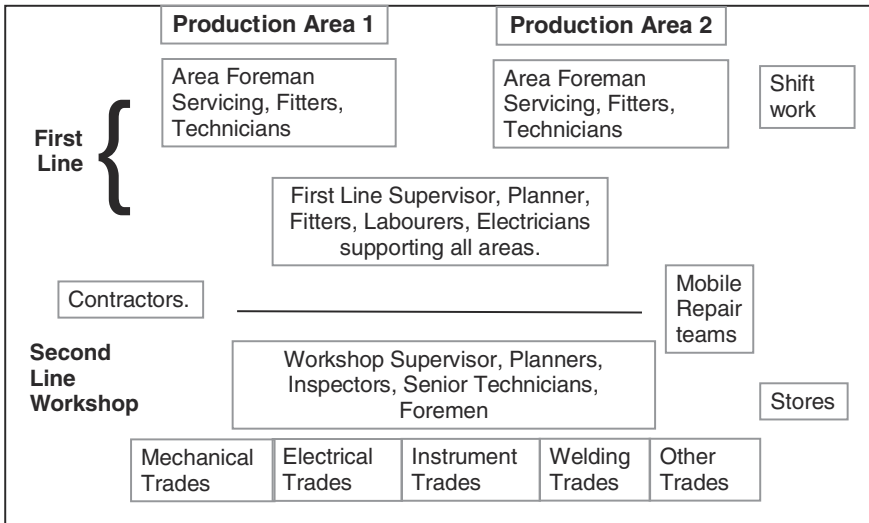 Production Area 1
Production Area 2
Area Foreman
Servicing, Fitters,
Technicians
Area Foreman
Servicing, Fitters,
Technicians
Shift
work
First
Line
First Line Supervisor, Planner,
Fitters, Labourers, Electricians
supporting all areas.
Contractors.
Mobile
Repair
teams
Second
Line
Workshop
Workshop Supervisor, Planners,
Inspectors, Senior Technicians,
Foremen
Stores
Mechanical
Trades
Electrical
Trades
Instrument
Trades
Welding
Trades
Other
Trades